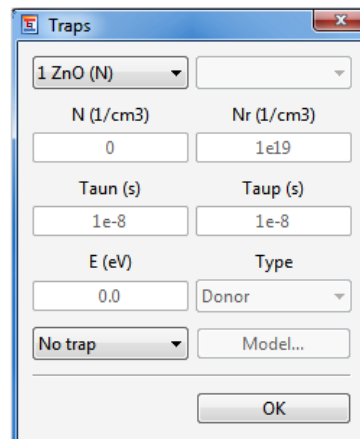 Traps
1 ZnO (N)
N (1/cm3) Nr (1/cm3)
0 1e19
Taun (s) Taup (s)
1e-8 1e-8
E (eV) Type
0.0 Donor
No trap Model...
OK